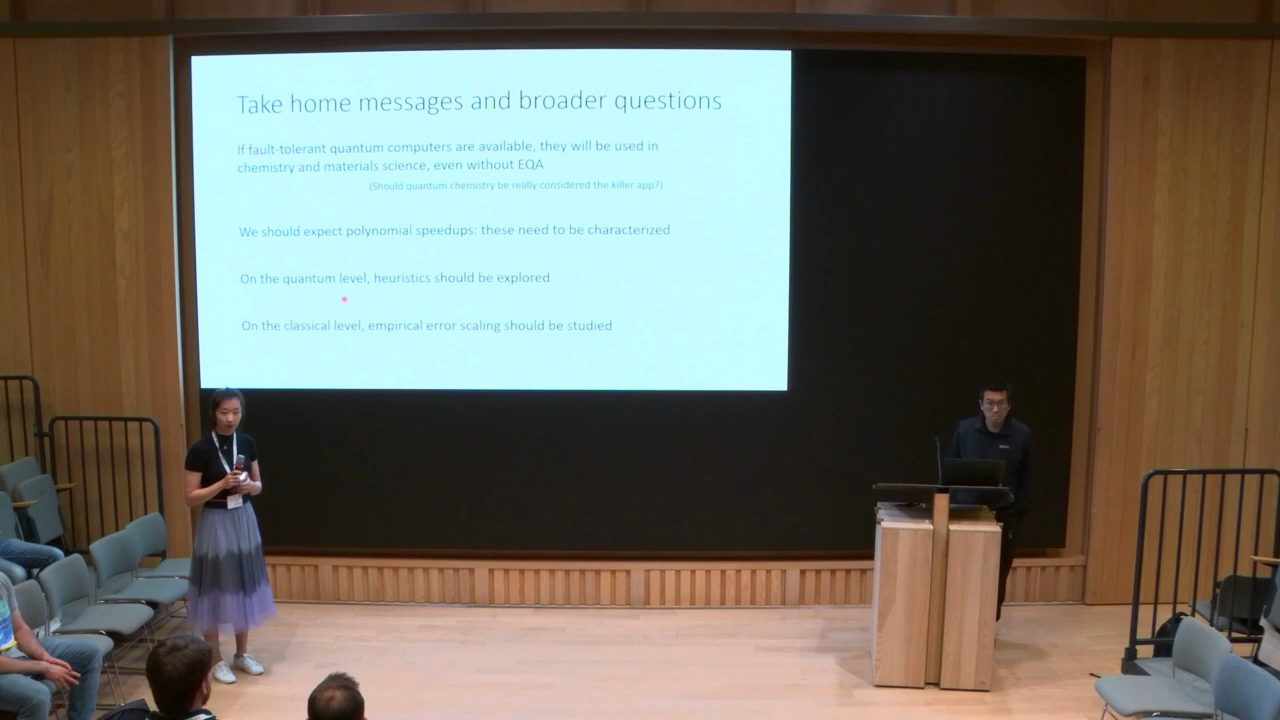 Take home messages and broader questions
If fault-tolerant quantum computers are available, they will be used in
chemistry and materials science, even without EQA
(Should quantum chemistry be really considered the killer app?)
We should expect polynomial speedups: these need to be characterized
On the quantum level, heuristics should be explored
On the classical level, empirical error scaling should be studied